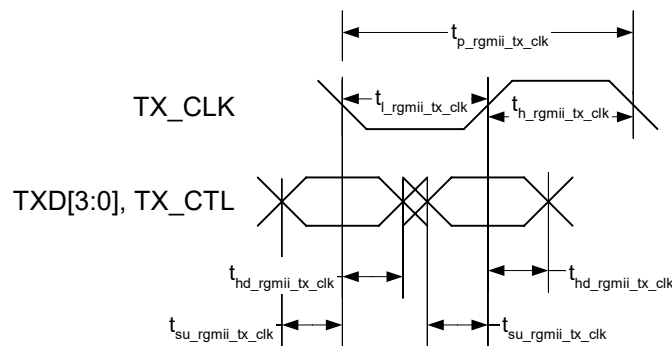 t_p_rgmii_tx_clk
TX_CLK
t_l_rgmii_tx_clk
t_h_rgmii_tx_clk
TXD[3:0], TX_CTL
t_hd_rgmii_tx_clk
t_hd_rgmii_tx_clk
t_su_rgmii_tx_clk
t_su_rgmii_tx_clk